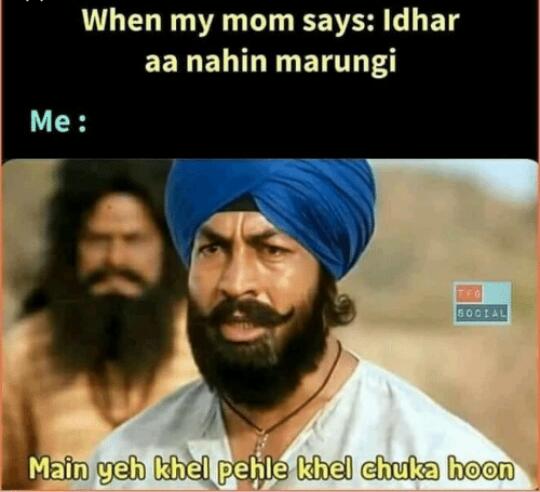 When my mom says: Idhar
aa nahin marungi
Me :
TFG
SOCIAL
Main yeh khel pehle khel chuka hoon